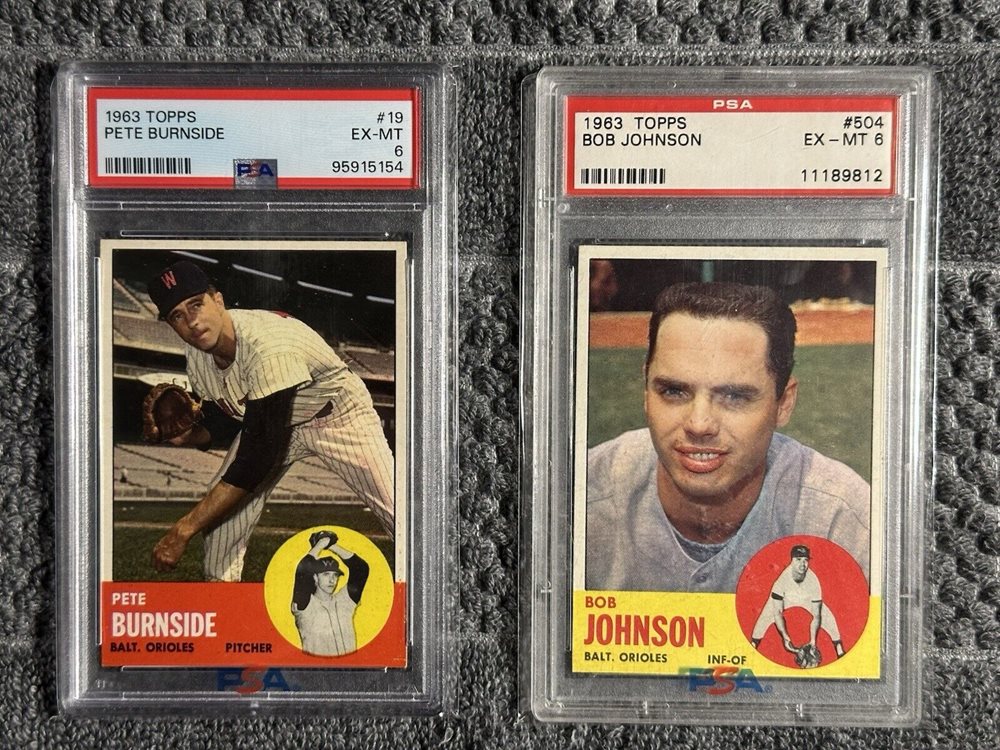 1963 TOPPS #19
PETE BURNSIDE EX-MT
6
PSA 95915154
W
PETE
BURNSIDE
BALT. ORIOLES PITCHER
PSA
PSA
1963 TOPPS #504
BOB JOHNSON EX-MT 6
11189812
BOB
JOHNSON
BALT. ORIOLES INF-OF
PSA